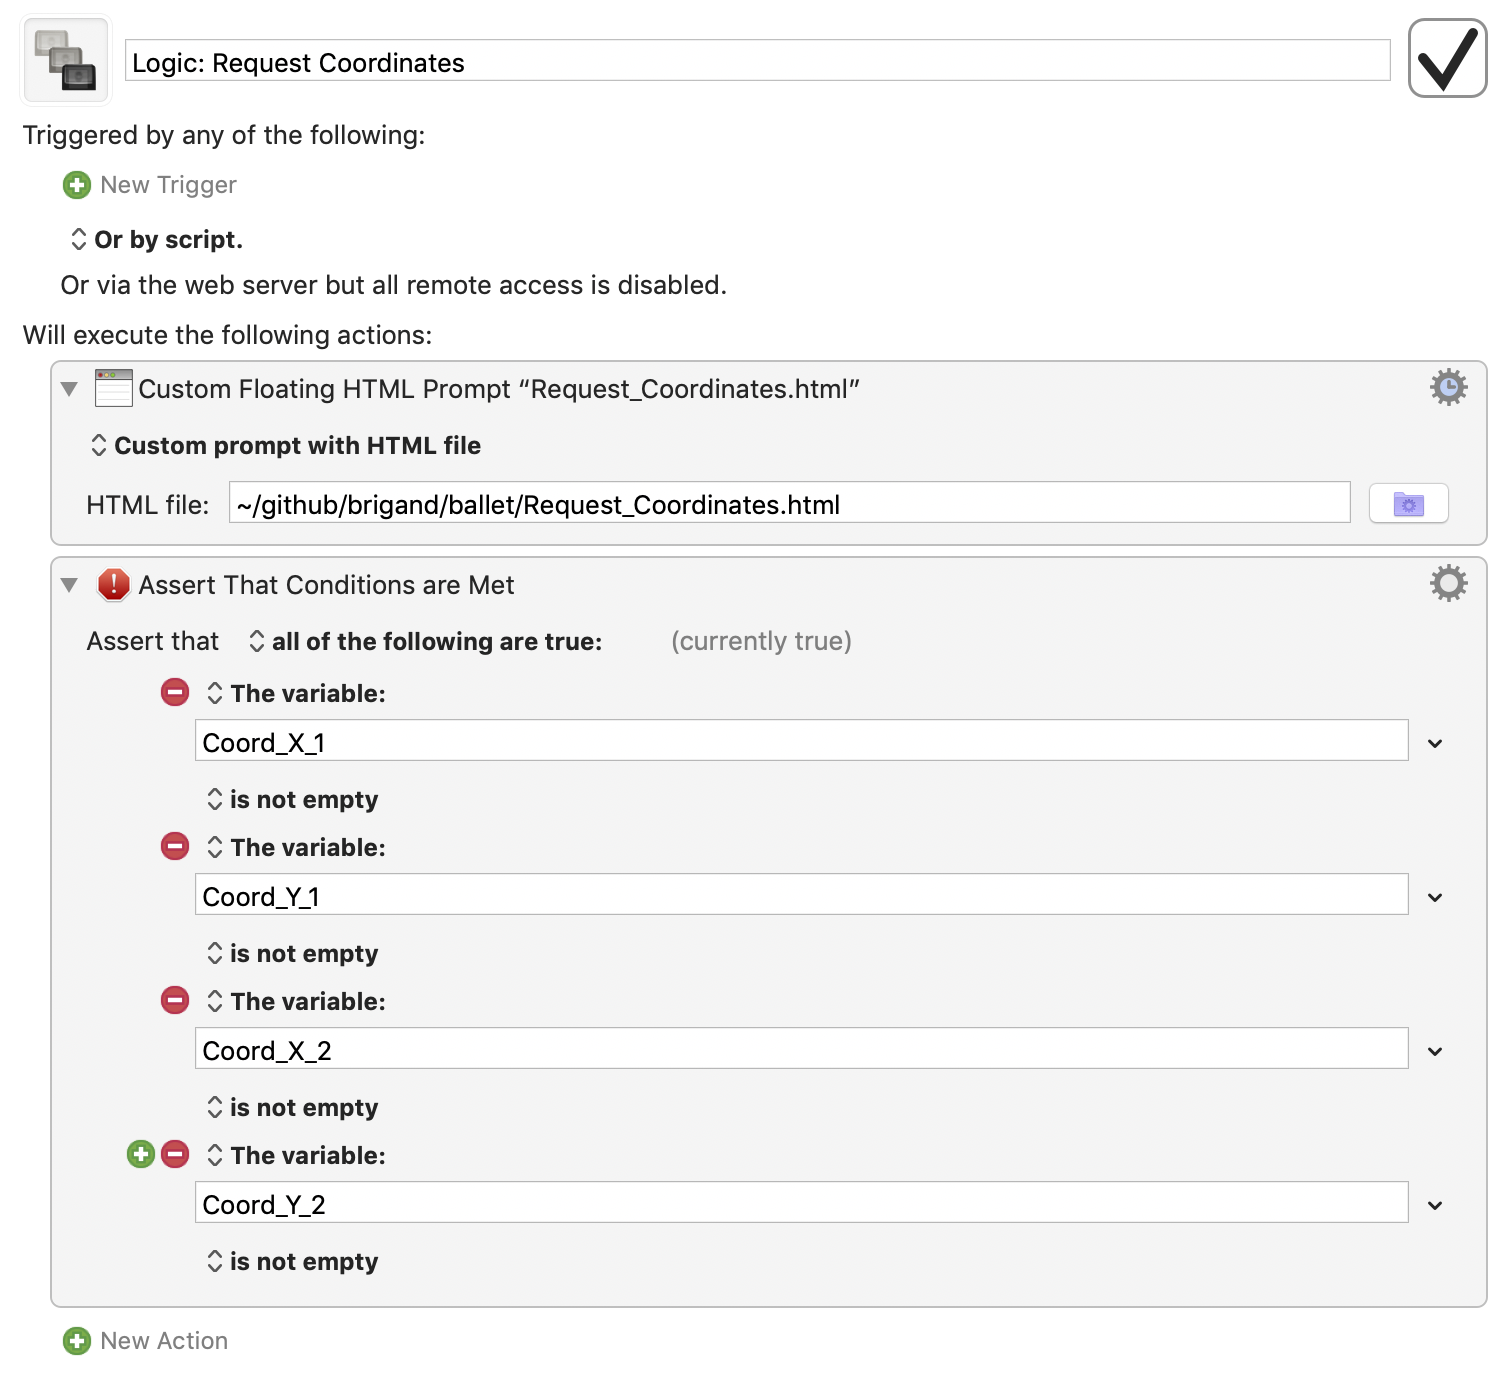 Logic: Request Coordinates
Triggered by any of the following:
New Trigger
Or by script.
Or via the web server but all remote access is disabled.
Will execute the following actions:
Custom Floating HTML Prompt “Request_Coordinates.html”
Custom prompt with HTML file
HTML file: ~/github/brigand/ballet/Request_Coordinates.html
Assert That Conditions are Met
Assert that all of the following are true: (currently true)
The variable:
Coord_X_1
is not empty
The variable:
Coord_Y_1
is not empty
The variable:
Coord_X_2
is not empty
The variable:
Coord_Y_2
is not empty
New Action